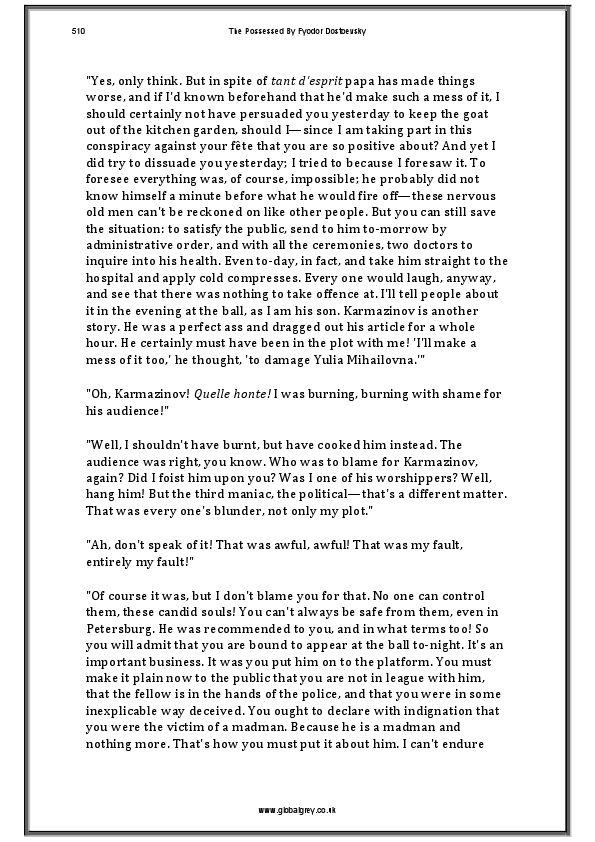 510
The Possessed By Fyodor Dostoevsky
"Yes, only think. But in spite of tant d'esprit papa has made things
worse, and if I'd known beforehand that he'd make such a mess of it, I
should certainly not have persuaded you yesterday to keep the goat
out of the kitchen garden, should I—since I am taking part in this
conspiracy against your fête that you are so positive about? And yet I
did try to dissuade you yesterday; I tried to because I foresaw it. To
foresee everything was, of course, impossible; he probably did not
know himself a minute before what he would fire off—these nervous
old men can't be reckoned on like other people. But you can still save
the situation: to satisfy the public, send to him to-morrow by
administrative order, and with all the ceremonies, two doctors to
inquire into his health. Even to-day, in fact, and take him straight to the
hospital and apply cold compresses. Every one would laugh, anyway,
and see that there was nothing to take offence at. I'll tell people about
it in the evening at the ball, as I am his son. Karmazinov is another
story. He was a perfect ass and dragged out his article for a whole
hour. He certainly must have been in the plot with me! 'I'll make a
mess of it too,' he thought, 'to damage Yulia Mihailovna.'"
"Oh, Karmazinov! Quelle honte! I was burning, burning with shame for
his audience!"
"Well, I shouldn't have burnt, but have cooked him instead. The
audience was right, you know. Who was to blame for Karmazinov,
again? Did I foist him upon you? Was I one of his worshippers? Well,
hang him! But the third maniac, the political—that's a different matter.
That was every one's blunder, not only my plot."
"Ah, don't speak of it! That was awful, awful! That was my fault,
entirely my fault!"
"Of course it was, but I don't blame you for that. No one can control
them, these candid souls! You can't always be safe from them, even in
Petersburg. He was recommended to you, and in what terms too! So
you will admit that you are bound to appear at the ball to-night. It's an
important business. It was you put him on to the platform. You must
make it plain now to the public that you are not in league with him,
that the fellow is in the hands of the police, and that you were in some
inexplicable way deceived. You ought to declare with indignation that
you were the victim of a madman. Because he is a madman and
nothing more. That's how you must put it about him. I can't endure
www.globalgrey.co.uk